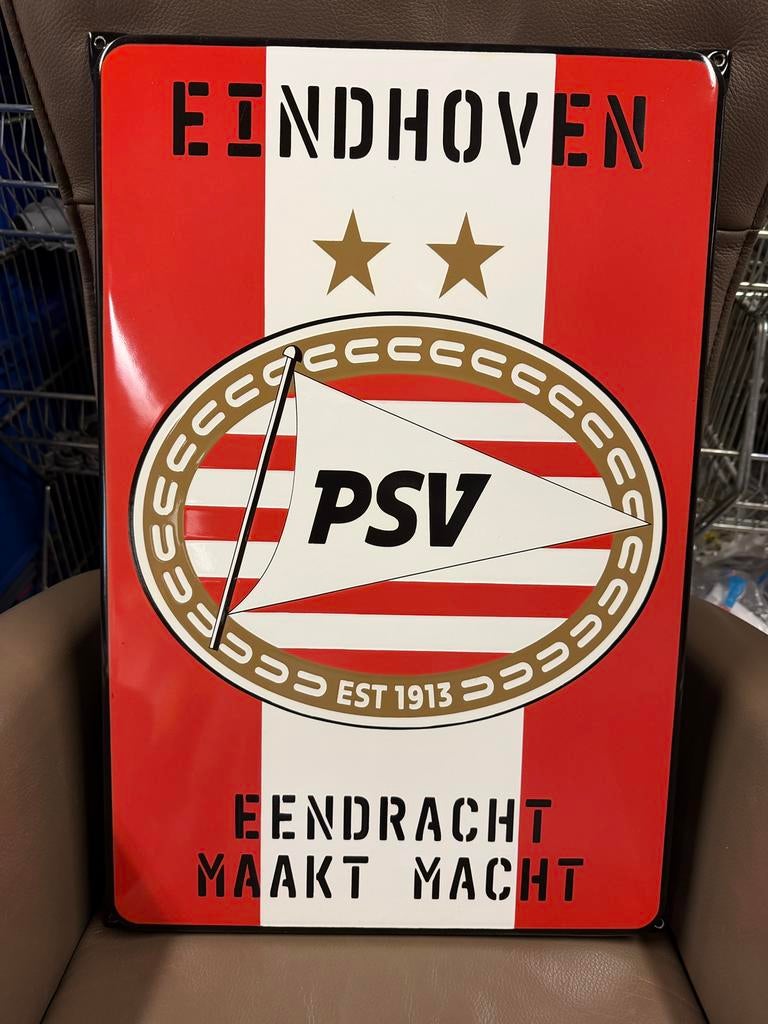 EINDHOVEN
PSV
EST 1913
EENDRACHT
MAAKT MACHT